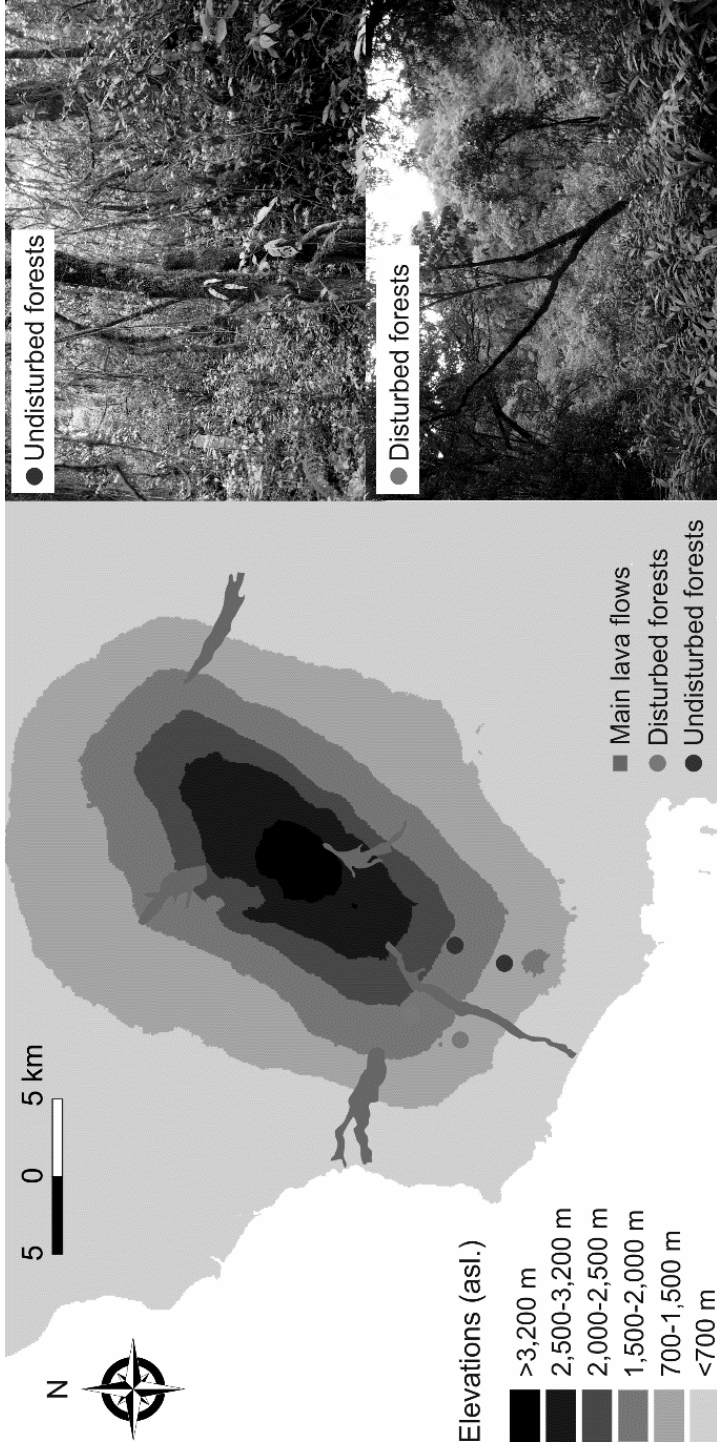 N
5 0 5 km
Elevations (asl.)
>3,200 m
2,500-3,200 m
2,000-2,500 m
1,500-2,000 m
700-1,500 m
<700 m
Main lava flows
Disturbed forests
Undisturbed forests
Undisturbed forests
Disturbed forests